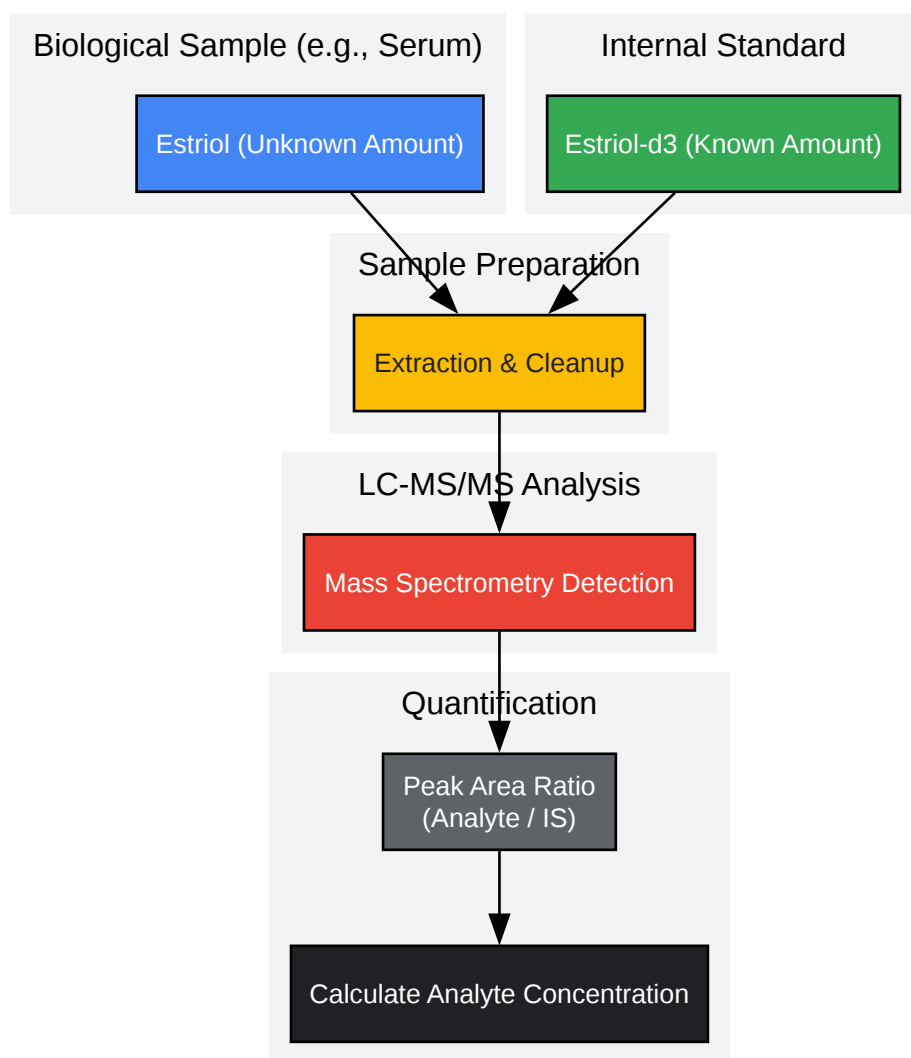 Biological Sample (e.g., Serum)
Internal Standard
Estriol (Unknown Amount)
Estriol-d3 (Known Amount)
Sample Preparation
Extraction & Cleanup
LC-MS/MS Analysis
Mass Spectrometry Detection
Quantification
Peak Area Ratio
(Analyte / IS)
Calculate Analyte Concentration